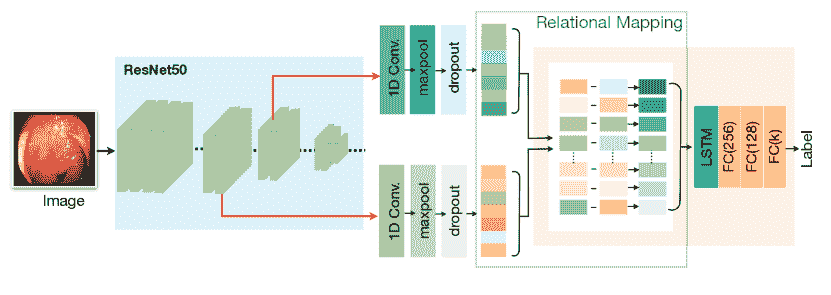 Relational Mapping
ResNet50
1D Conv.
maxpool
dropout
Image
1D Conv.
maxpool
dropout
LSTM
FC(256)
FC(128)
FC(k)
Label